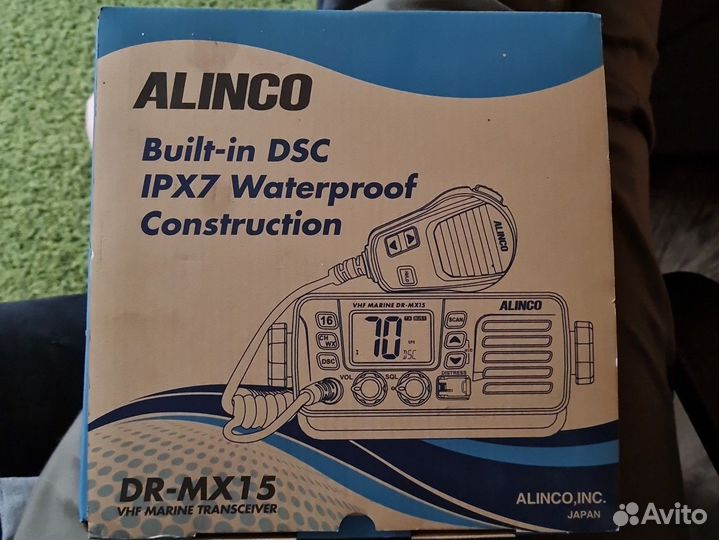 ALINCO
Built-in DSC
IPX7 Waterproof
Construction
ALINCO
VHF MARINE DR-MX15
ALINCO
16
CH
WX
DSC
70
DSC
SCAN
VOL
SQL
DISTRESS
DR-MX15
VHF MARINE TRANSCEIVER
ALINCO,INC.
JAPAN
Avito